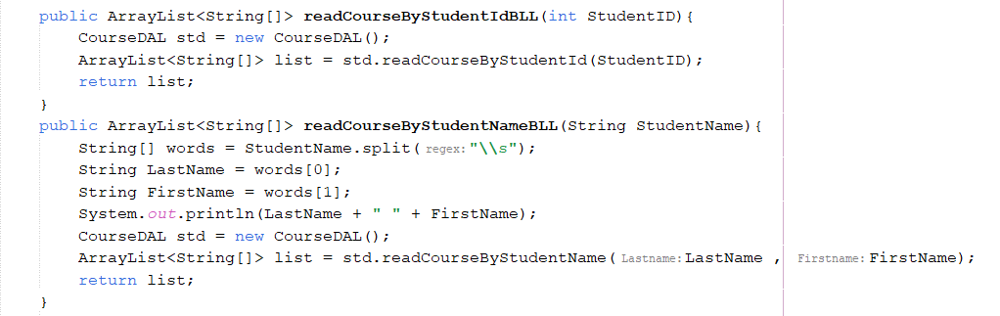 public ArrayList<String[]> readCourseByStudentIdBLL(int StudentID){
CourseDAL std = new CourseDAL();
ArrayList<String[]> list = std.readCourseByStudentId(StudentID);
return list;
}
public ArrayList<String[]> readCourseByStudentNameBLL(String StudentName){
String[] words = StudentName.split( regex: "\\s");
String LastName = words[0];
String FirstName = words[1];
System.out.println(LastName + " " + FirstName);
CourseDAL std = new CourseDAL();
ArrayList<String[]> list = std.readCourseByStudentName( Lastname: LastName , Firstname: FirstName);
return list;
}